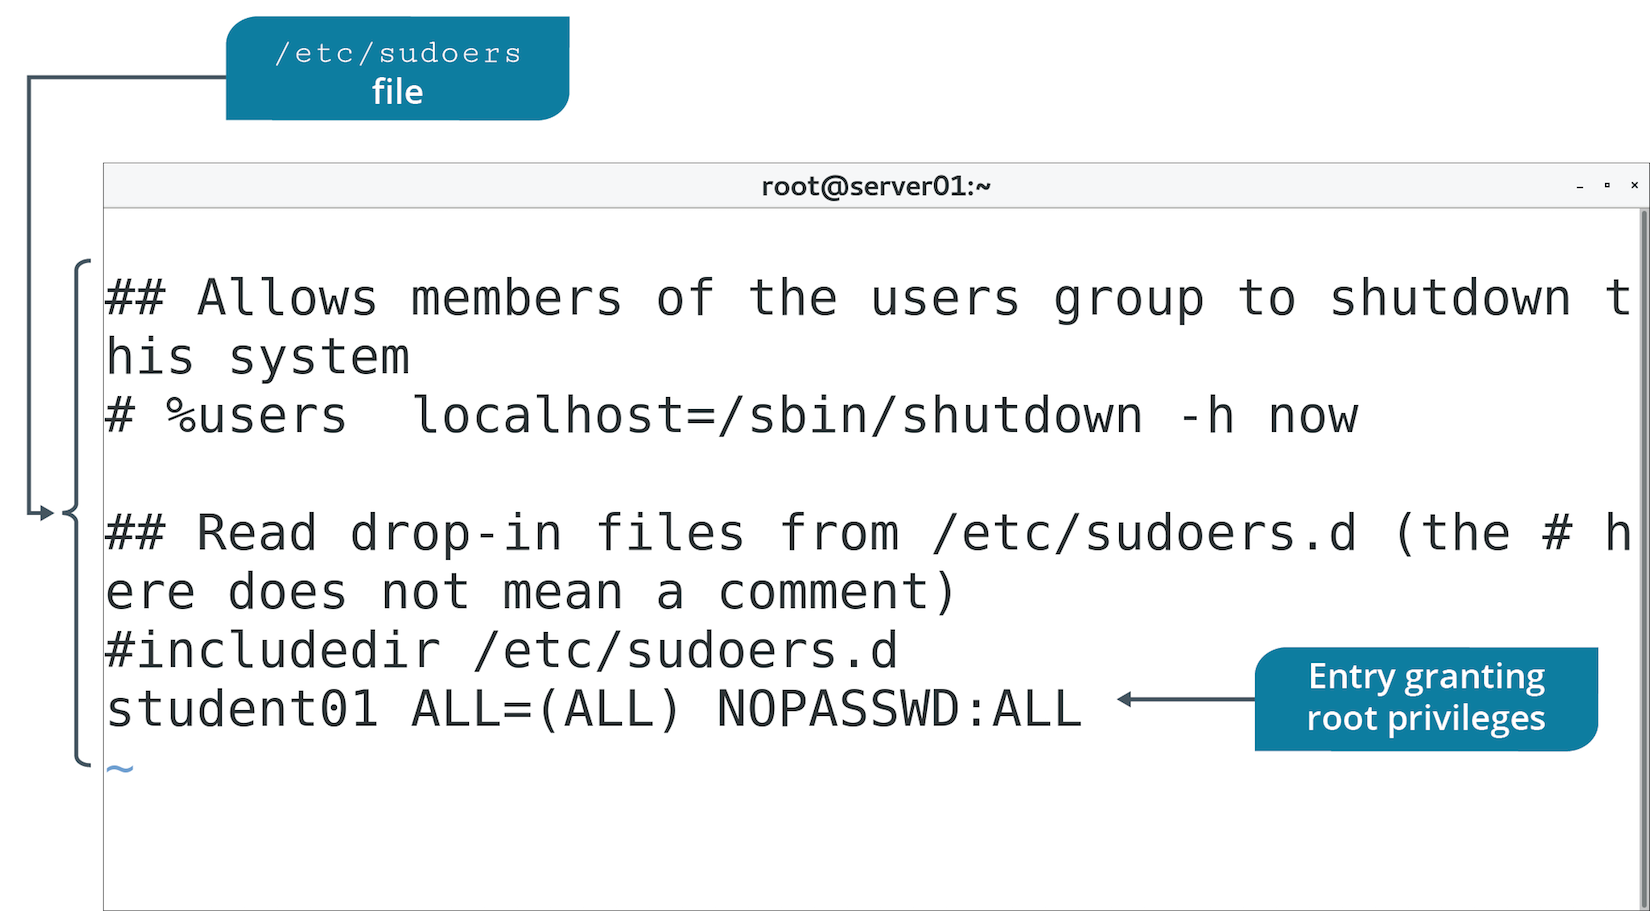 /etc/sudoers
file
root@server01:~
## Allows members of the users group to shutdown t
his system
# %users  localhost=/sbin/shutdown -h now
## Read drop-in files from /etc/sudoers.d (the # h
ere does not mean a comment)
#includedir /etc/sudoers.d
student01 ALL=(ALL) NOPASSWD:ALL
~
Entry granting
root privileges